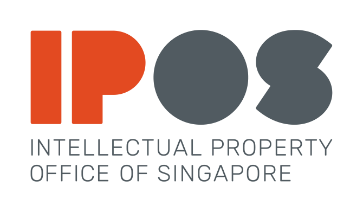 IPOS
INTELLECTUAL PROPERTY
OFFICE OF SINGAPORE